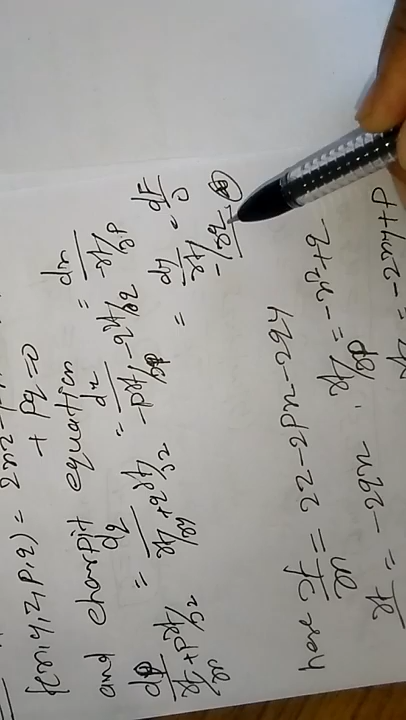 f(x,y,z,p,q) = 2xz - p
+ pq = 0
and charpit equation
dp/(∂f/∂x + p∂f/∂z) = dq/(∂f/∂y + q∂f/∂z) = dz/(-p∂f/∂p - q∂f/∂q) = dx/(-∂f/∂p) = dy/(-∂f/∂q) = dF/0
Here ∂f/∂x = 2z - 2px - 2qy
∂f/ = -2qx , ∂f/∂p = -x² + q
= -2xy + p